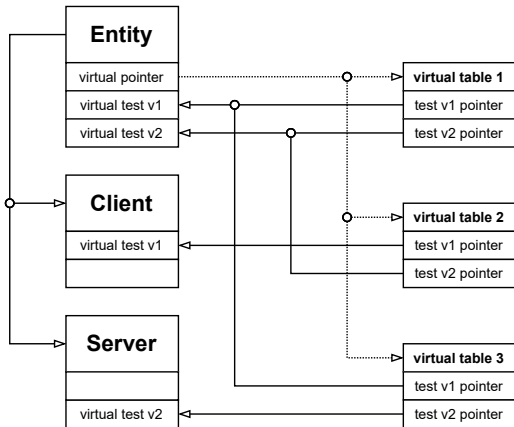 Entity
virtual pointer
virtual test v1
virtual test v2
virtual table 1
test v1 pointer
test v2 pointer
Client
virtual test v1
virtual table 2
test v1 pointer
test v2 pointer
Server
virtual test v2
virtual table 3
test v1 pointer
test v2 pointer